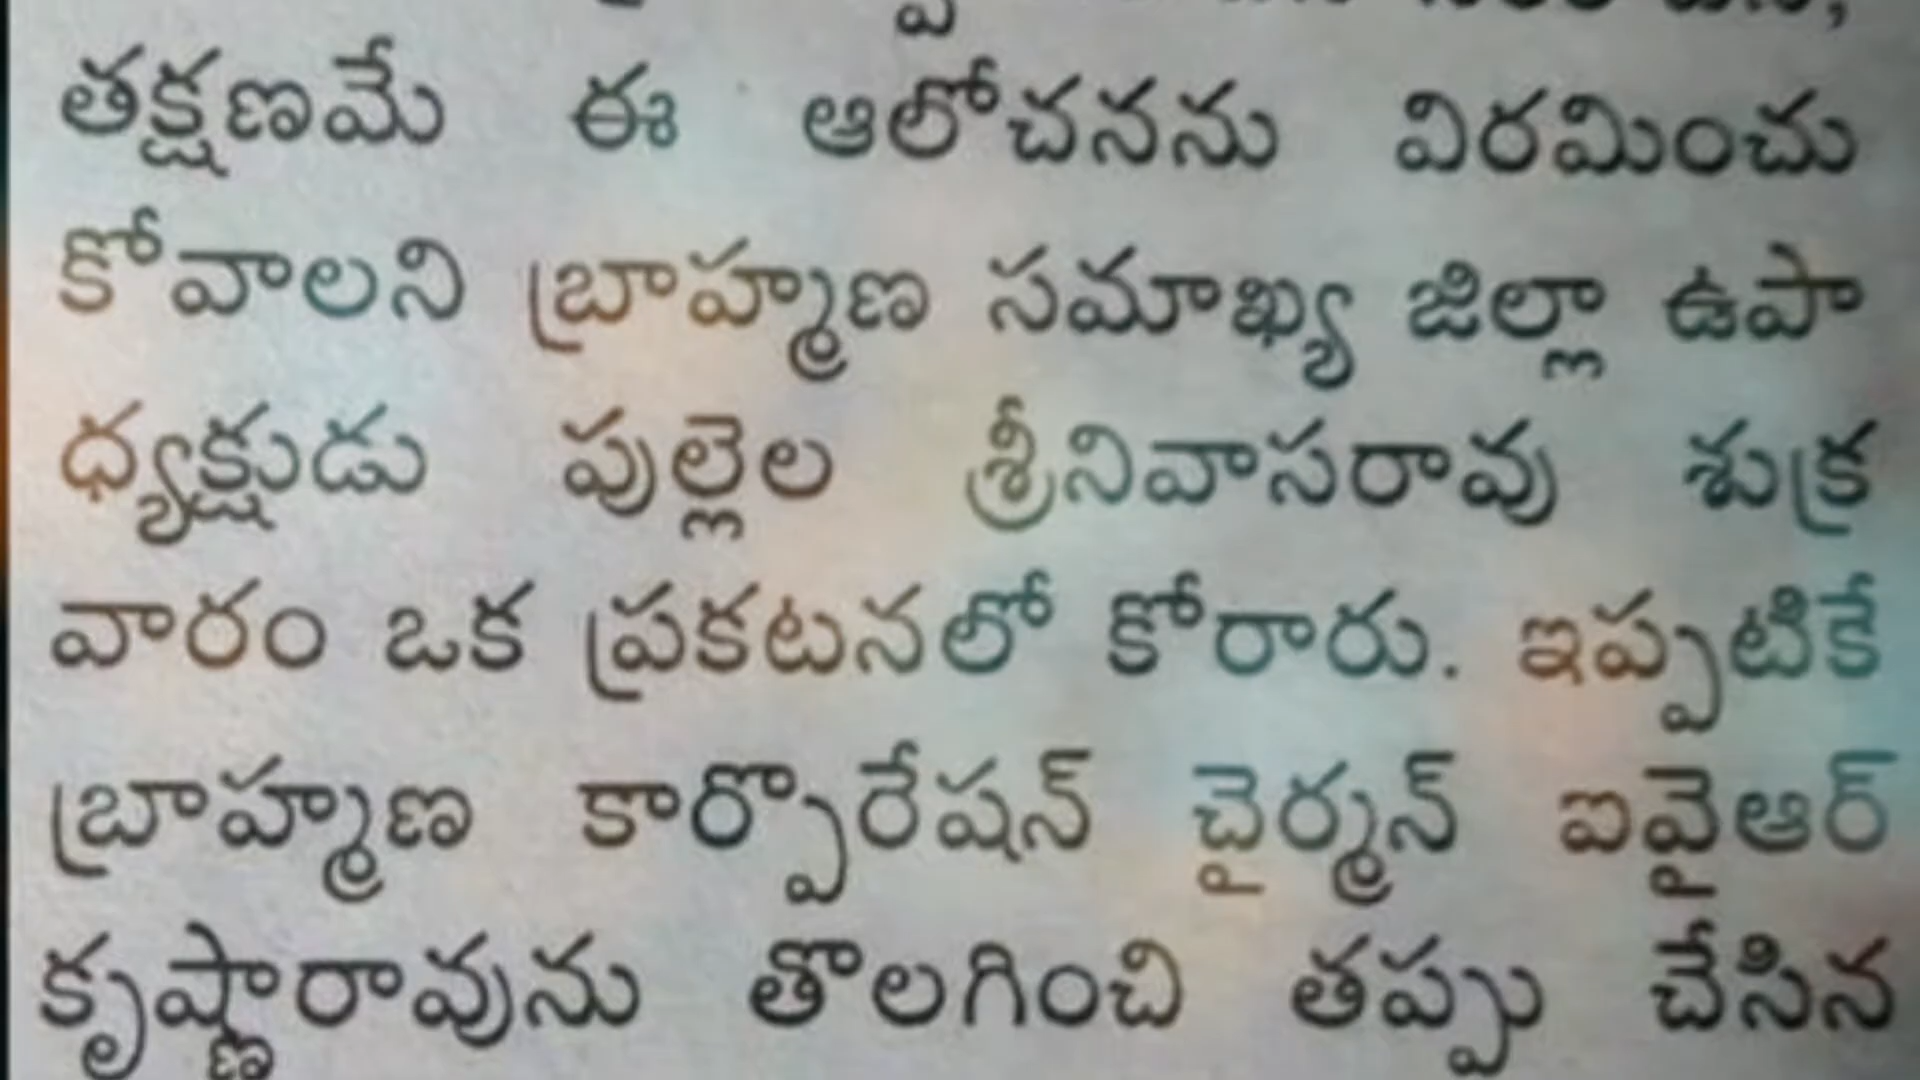 తక్షణమే ఈ ఆలోచనను విరమించు
కోవాలని బ్రాహ్మణ సమాఖ్య జిల్లా ఉపా
ధ్యక్షుడు పుల్లెల శ్రీనివాసరావు శుక్ర
వారం ఒక ప్రకటనలో కోరారు. ఇప్పటికే
బ్రాహ్మణ కార్పొరేషన్ చైర్మన్ ఐవైఆర్
కృష్ణారావును తొలగించి తప్పు చేసిన